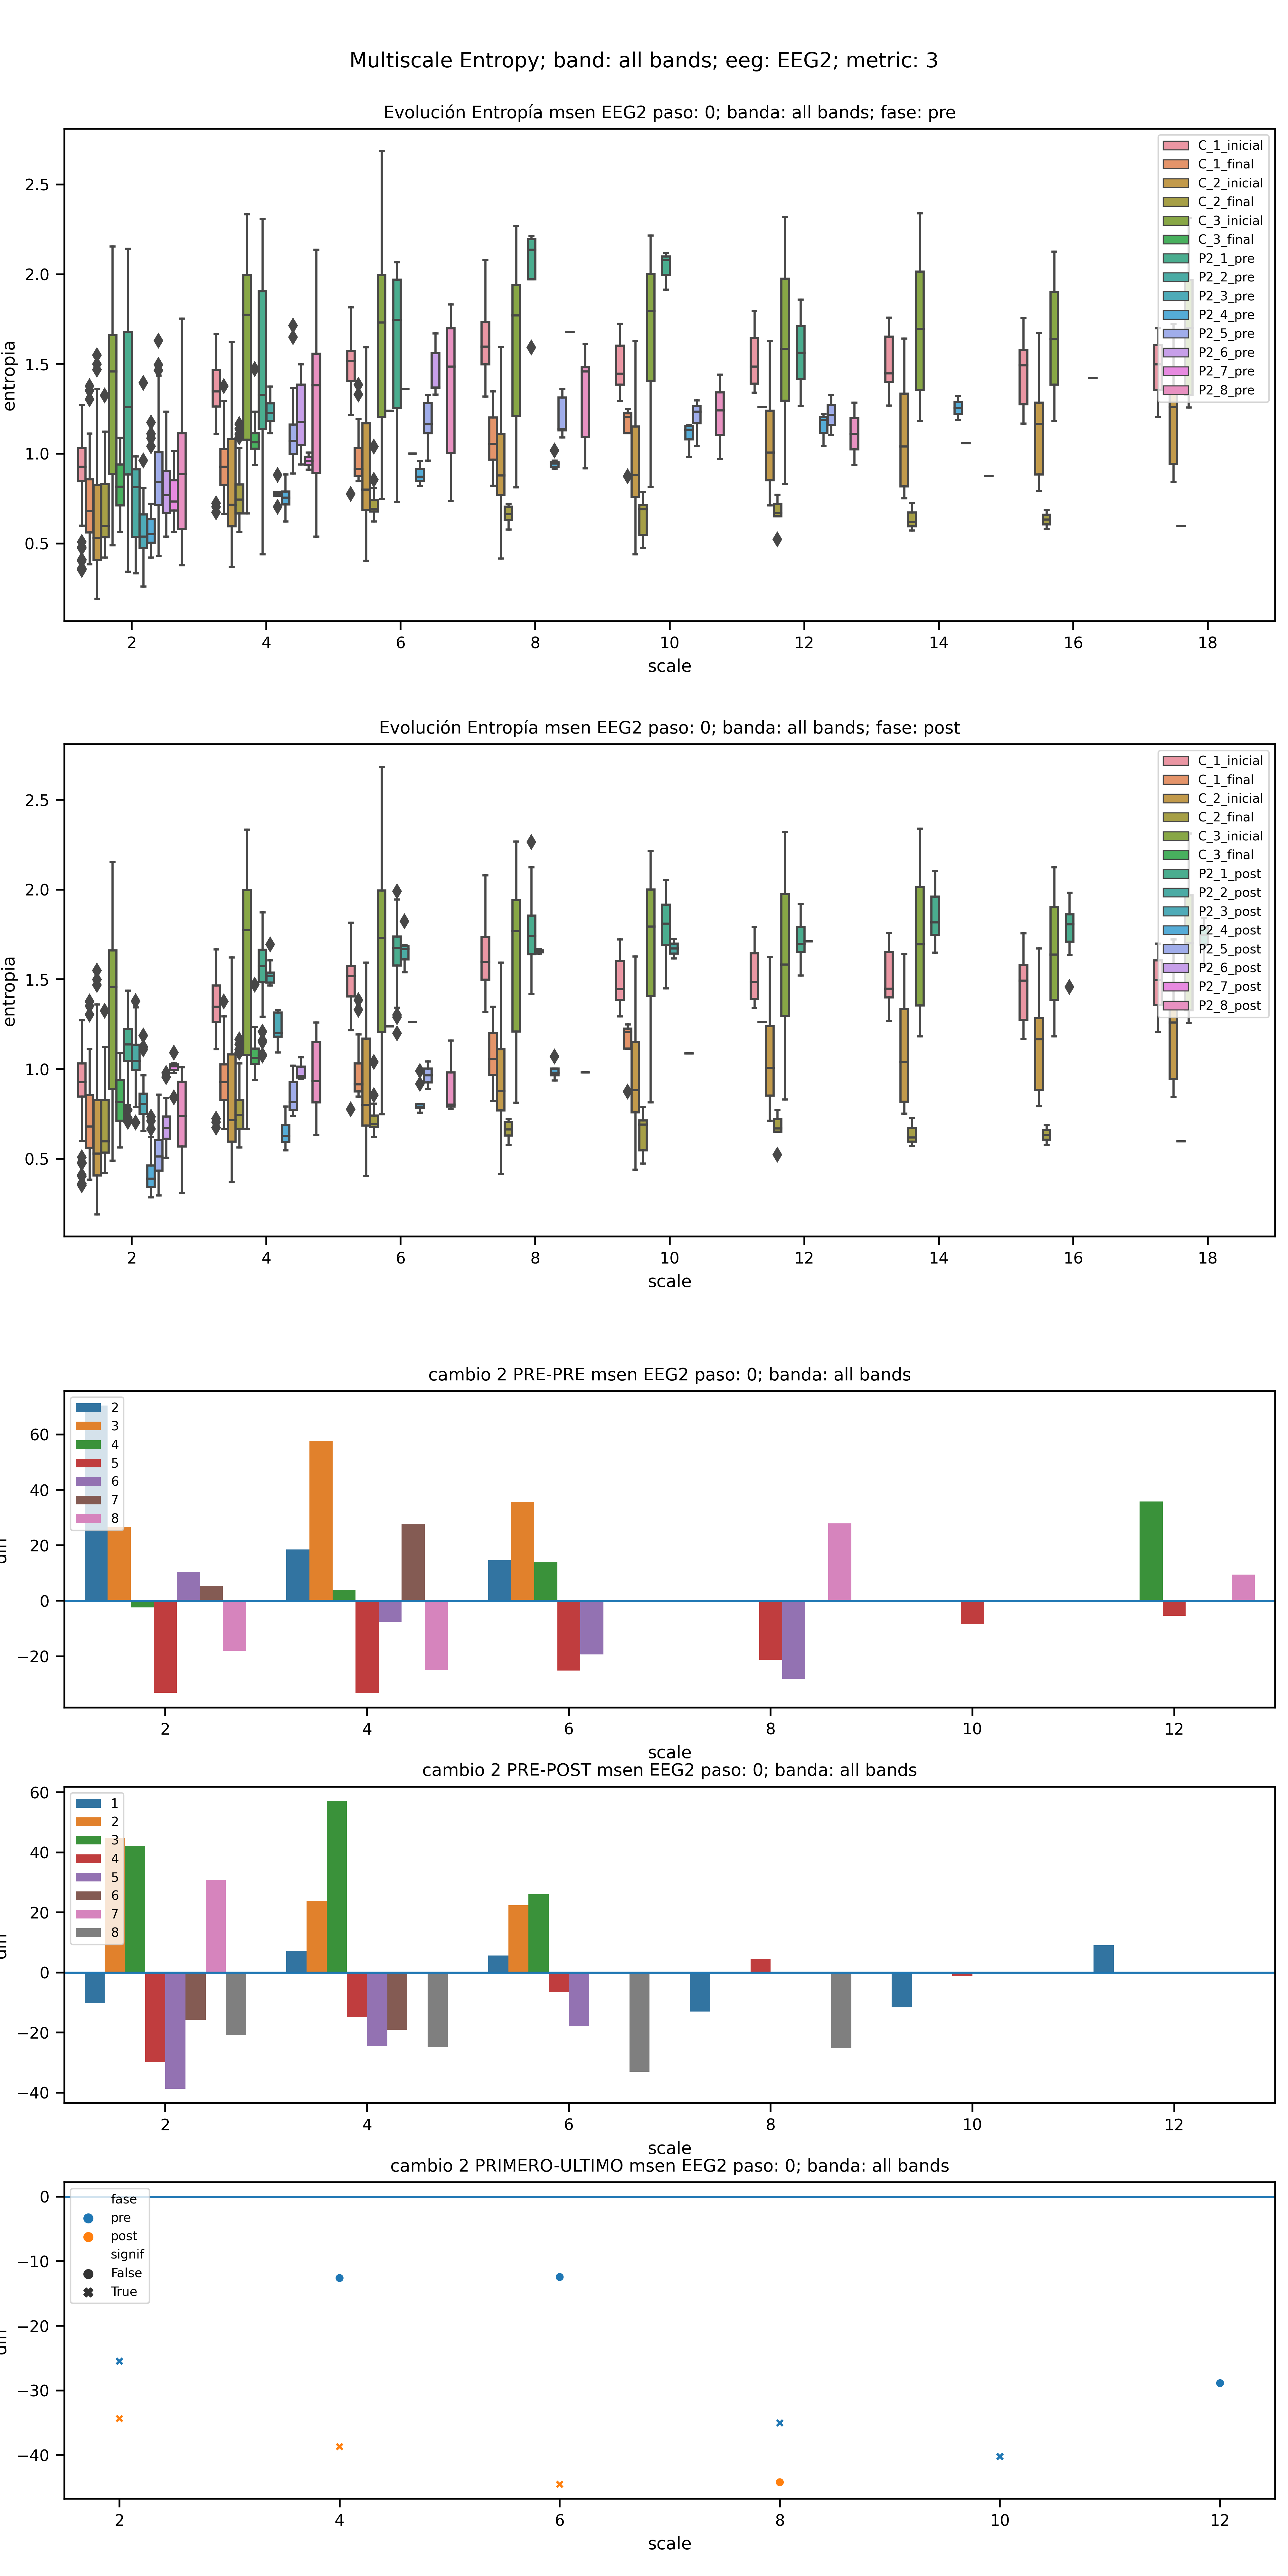 Multiscale Entropy; band: all bands; eeg: EEG2; metric: 3
Evolución Entropía msen EEG2 paso: 0; banda: all bands; fase: pre
entropia
2.5
2.0
1.5
1.0
0.5
C_1_inicial
C_1_final
C_2_inicial
C_2_final
C_3_inicial
C_3_final
P2_1_pre
P2_2_pre
P2_3_pre
P2_4_pre
P2_5_pre
P2_6_pre
P2_7_pre
P2_8_pre
2 4 6 8 10 12 14 16 18
scale
Evolución Entropía msen EEG2 paso: 0; banda: all bands; fase: post
entropia
2.5
2.0
1.5
1.0
0.5
C_1_inicial
C_1_final
C_2_inicial
C_2_final
C_3_inicial
C_3_final
P2_1_post
P2_2_post
P2_3_post
P2_4_post
P2_5_post
P2_6_post
P2_7_post
P2_8_post
2 4 6 8 10 12 14 16 18
scale
cambio 2 PRE-PRE msen EEG2 paso: 0; banda: all bands
60
40
20
0
−20
2
3
4
5
6
7
8
2 4 6 8 10 12
scale
cambio 2 PRE-POST msen EEG2 paso: 0; banda: all bands
60
40
20
0
−20
−40
1
2
3
4
5
6
7
8
2 4 6 8 10 12
scale
cambio 2 PRIMERO-ULTIMO msen EEG2 paso: 0; banda: all bands
0
−10
−20
−30
−40
fase
pre
post
signif
False
True
2 4 6 8 10 12
scale